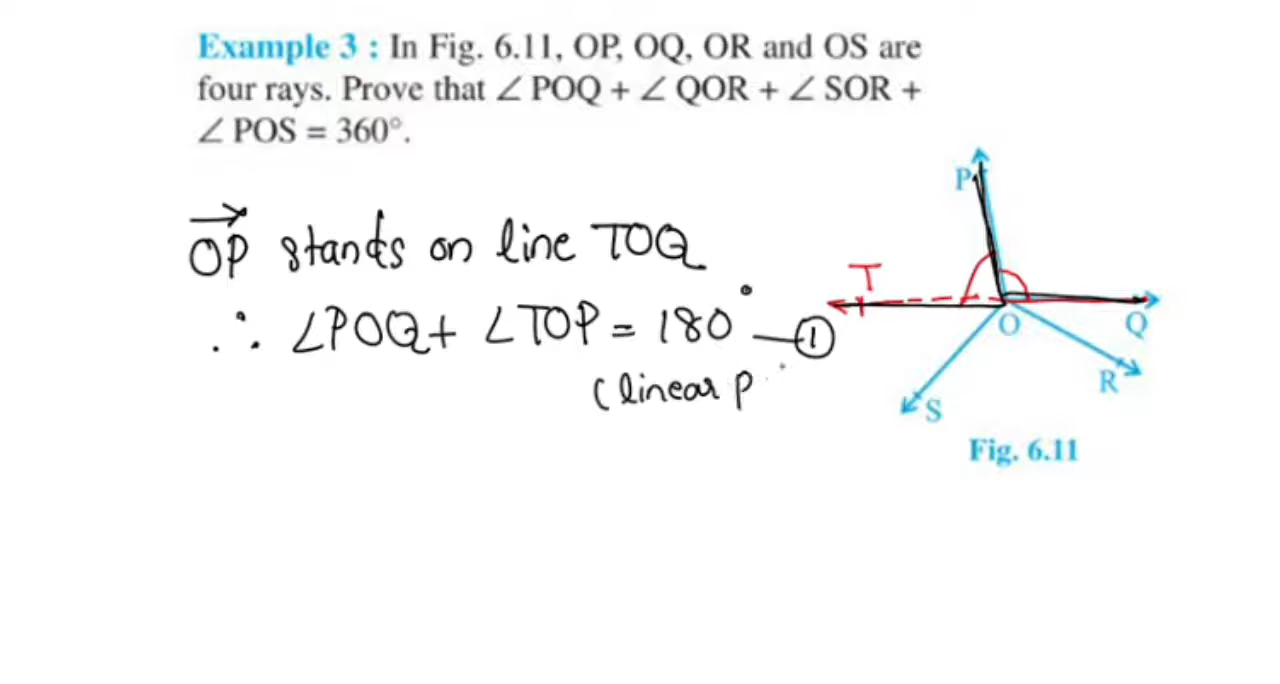 Example 3 : In Fig. 6.11, OP, OQ, OR and OS are
four rays. Prove that ∠ POQ + ∠ QOR + ∠ SOR +
∠ POS = 360°.
OP stands on line TOQ
∴ ∠POQ + ∠TOP = 180° —①
(linear p
P
T
O
Q
R
S
Fig. 6.11